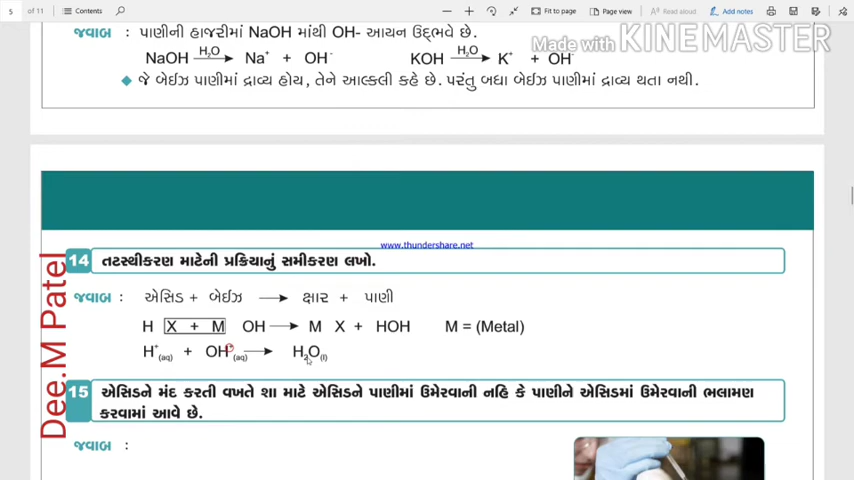 5 of 11 Contents Fit to page Page view Read aloud Add notes
જવાબ : પાણીની હાજરીમાં NaOH માંથી OH- આયન ઉદ્ભવે છે.
Made with KINEMASTER
NaOH H₂O→ Na⁺ + OH⁻ KOH H₂O→ K⁺ + OH⁻
◆ જે બેઈઝ પાણીમાં દ્રાવ્ય હોય, તેને આલ્કલી કહે છે. પરંતુ બધા બેઈઝ પાણીમાં દ્રાવ્ય થતા નથી.
www.thundershare.net
14 તટસ્થીકરણ માટેની પ્રક્રિયાનું સમીકરણ લખો.
જવાબ : એસિડ + બેઈઝ → ક્ષાર + પાણી
H X + M OH → M X + HOH M = (Metal)
H⁺(aq) + OH⁻(aq) → H₂O(l)
15 એસિડને મંદ કરતી વખતે શા માટે એસિડને પાણીમાં ઉમેરવાની નહિ કે પાણીને એસિડમાં ઉમેરવાની ભલામણ
કરવામાં આવે છે.
જવાબ :
Dee.M Patel